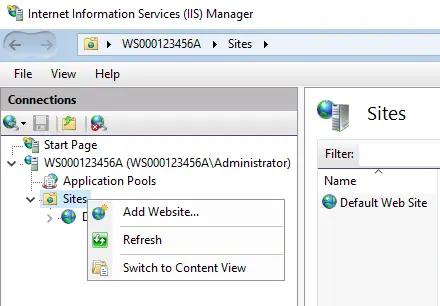 Internet Information Services (IIS) Manager
WS000123456A Sites
File View Help
Connections
Start Page
WS000123456A (WS000123456A\Administrator)
Application Pools
Sites
D
Add Website...
Refresh
Switch to Content View
Sites
Filter:
Name
Default Web Site